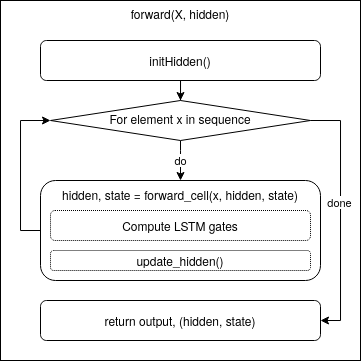 forward(X, hidden)
initHidden()
For element x in sequence
do
done
hidden, state = forward_cell(x, hidden, state)
Compute LSTM gates
update_hidden()
return output, (hidden, state)